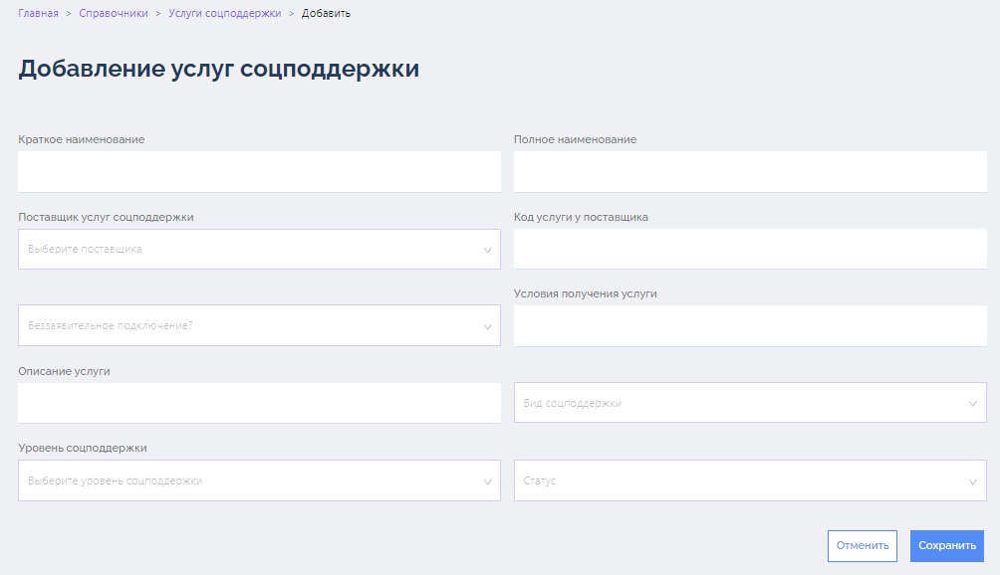 Главная > Справочники > Услуги соцподдержки > Добавить
Добавление услуг соцподдержки
Краткое наименование
Полное наименование
Поставщик услуг соцподдержки
Код услуги у поставщика
Выберите поставщика
Условия получения услуги
Беззаявительное подключение?
Описание услуги
Вид соцподдержки
Уровень соцподдержки
Выберите уровень соцподдержки
Статус
Отменить
Сохранить